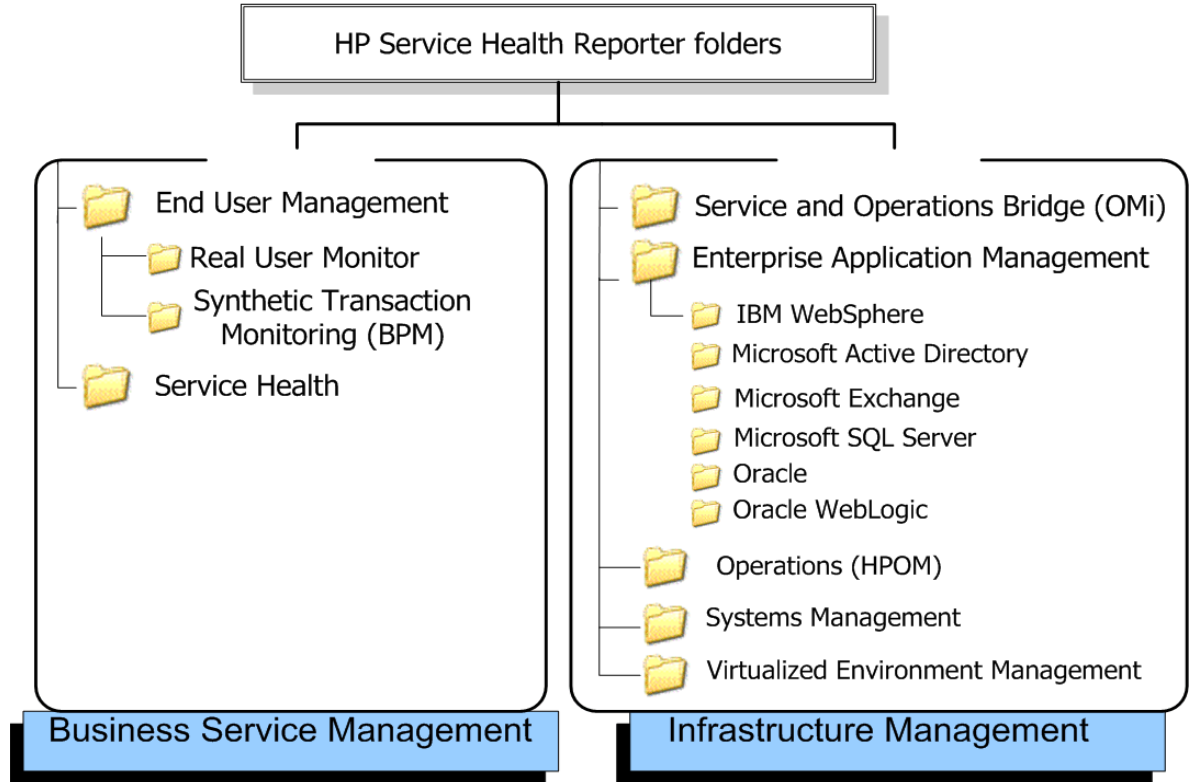 HP Service Health Reporter folders
End User Management
Real User Monitor
Synthetic Transaction
Monitoring (BPM)
Service Health
Business Service Management
Service and Operations Bridge (OMi)
Enterprise Application Management
IBM WebSphere
Microsoft Active Directory
Microsoft Exchange
Microsoft SQL Server
Oracle
Oracle WebLogic
Operations (HPOM)
Systems Management
Virtualized Environment Management
Infrastructure Management